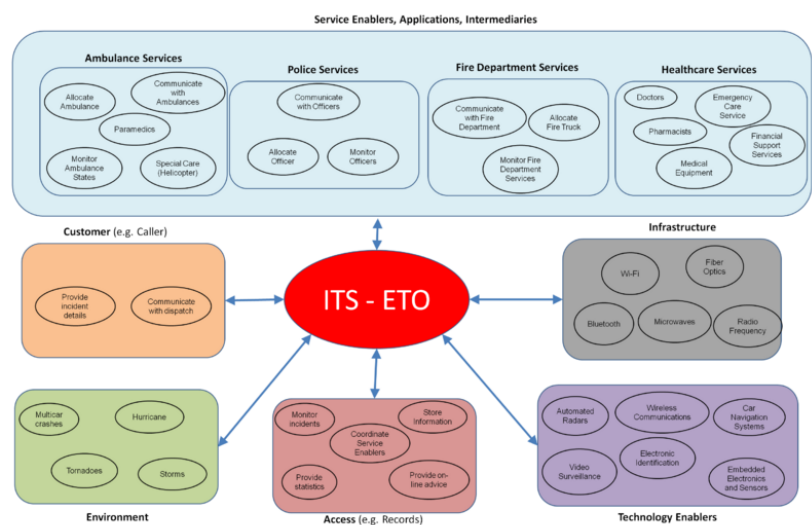 Service Enablers, Applications, Intermediaries
Ambulance Services
Allocate
Ambulance
Communicate
with
Ambulances
Paramedics
Monitor
Ambulance
States
Special Care
(Helicopter)
Police Services
Communicate
with Officers
Allocate
Officer
Monitor
Officers
Fire Department Services
Communicate
with Fire
Department
Allocate
Fire Truck
Monitor Fire
Department
Services
Healthcare Services
Doctors
Emergency
Care
Service
Pharmacists
Financial
Support
Services
Medical
Equipment
Customer (e.g. Caller)
Provide
incident
details
Communicate
with dispatch
ITS - ETO
Infrastructure
Wi-Fi
Fiber
Optics
Bluetooth
Microwaves
Radio
Frequency
Multicar
crashes
Hurricane
Tornadoes
Storms
Environment
Monitor incidents
Store
Information
Coordinate
Service
Enablers
Provide
statistics
Provide on-
line advice
Access (e.g. Records)
Automated
Radars
Wireless
Communications
Car
Navigation
Systems
Video
Surveillance
Electronic
Identification
Embedded
Electronics
and Sensors
Technology Enablers